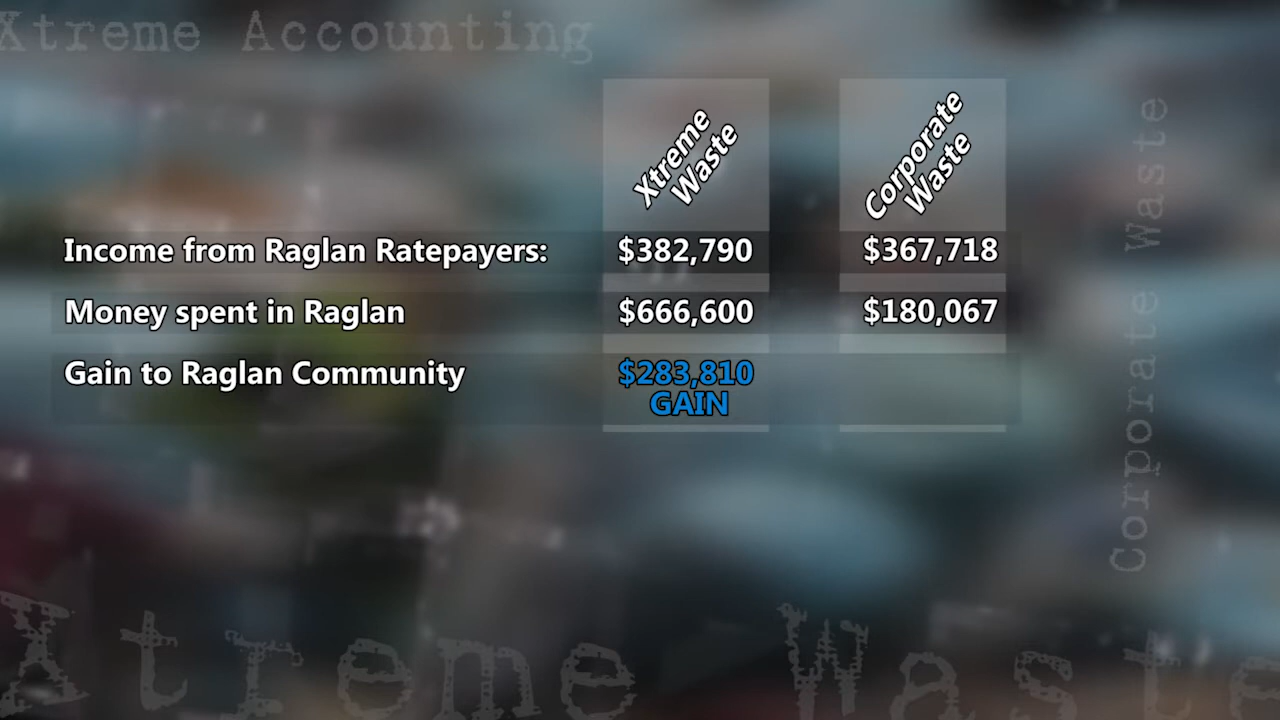 Xtreme Accounting
Xtreme
Waste
Corporate
Waste
Income from Raglan Ratepayers: $382,790 $367,718
Money spent in Raglan $666,600 $180,067
Gain to Raglan Community $283,810
GAIN
Corporate Waste
Xtreme Waste